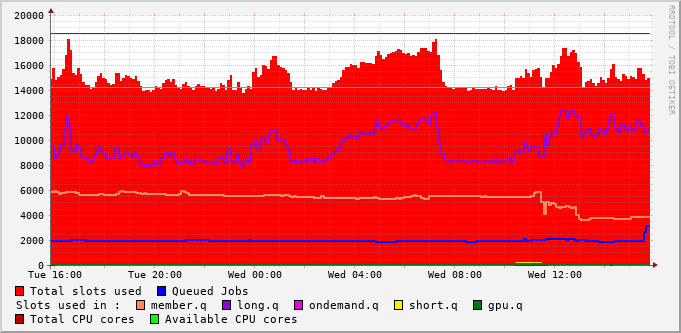 20000
18000
16000
14000
12000
10000
8000
6000
4000
2000
0
Tue 16:00 Tue 20:00 Wed 00:00 Wed 04:00 Wed 08:00 Wed 12:00
Total slots used Queued Jobs
Slots used in : member.q long.q ondemand.q short.q gpu.q
Total CPU cores Available CPU cores
RRDTOOL / TOBI OETIKER